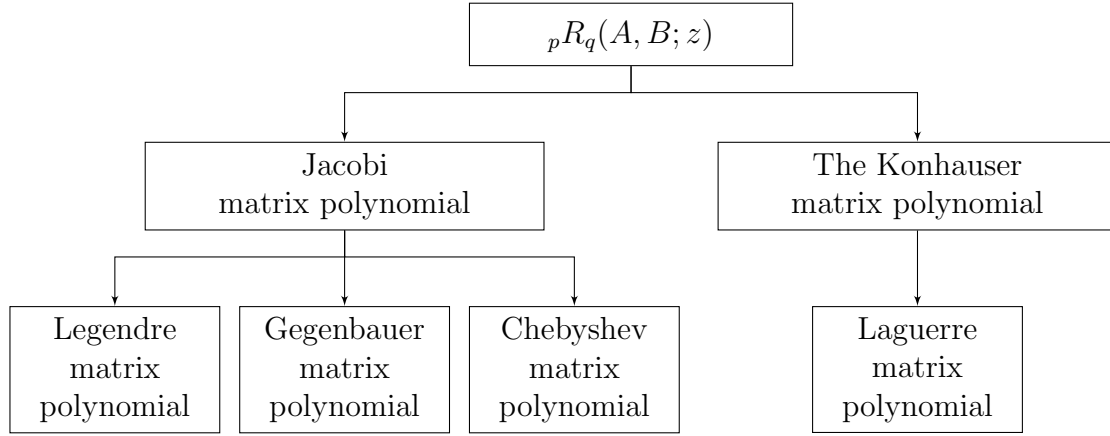 pRq(A, B; z)
Jacobi
matrix polynomial
The Konhauser
matrix polynomial
Legendre
matrix
polynomial
Gegenbauer
matrix
polynomial
Chebyshev
matrix
polynomial
Laguerre
matrix
polynomial